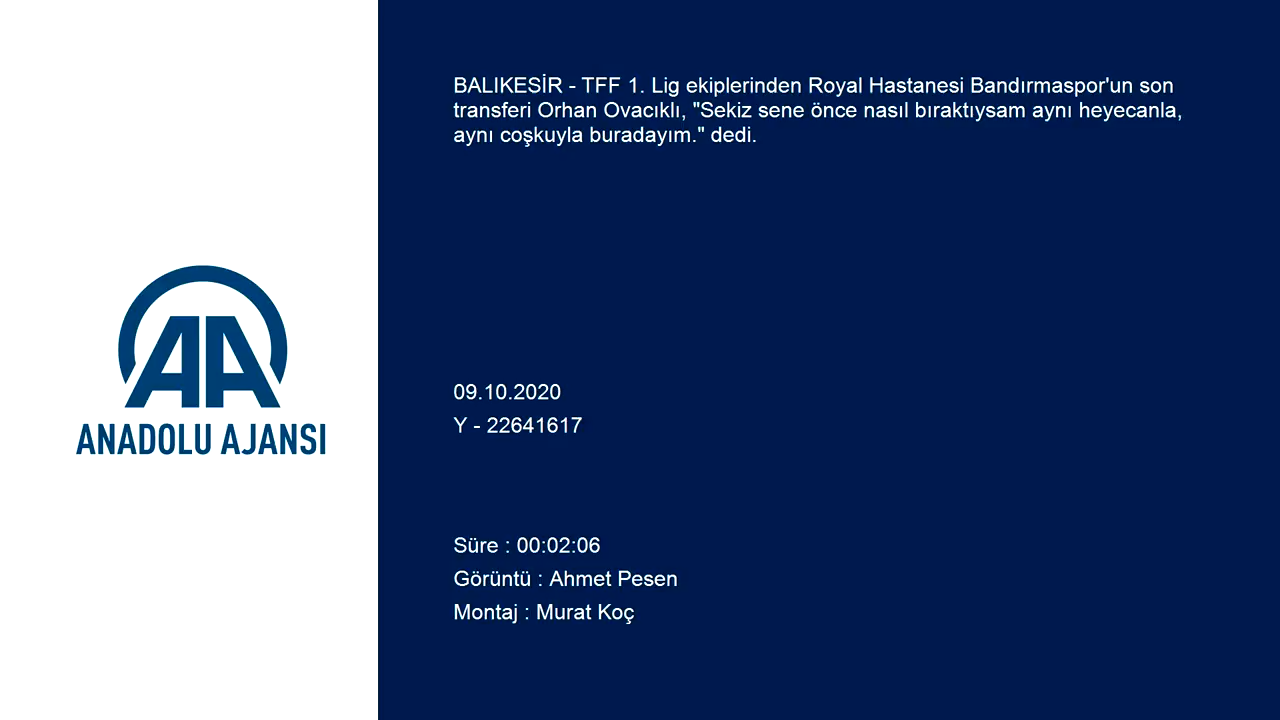 BALIKESİR - TFF 1. Lig ekiplerinden Royal Hastanesi Bandırmaspor'un son
transferi Orhan Ovacıklı, "Sekiz sene önce nasıl bıraktıysam aynı heyecanla,
aynı coşkuyla buradayım." dedi.
AA
ANADOLU AJANSI
09.10.2020
Y - 22641617
Süre : 00:02:06
Görüntü : Ahmet Pesen
Montaj : Murat Koç